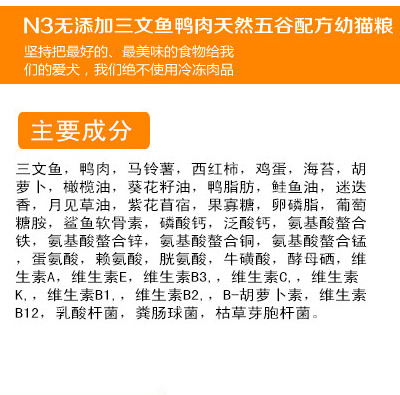 N3无添加三文鱼鸭肉天然五谷配方幼猫粮
坚持把最好的、最美味的食物给我
们的爱犬，我们绝不使用冷冻肉品
主要成分
三文鱼，鸭肉，马铃薯，西红柿，鸡蛋，海苔，胡
萝卜，橄榄油，葵花籽油，鸭脂肪，鲑鱼油，迷迭
香，月见草油，紫花苜宿，果寡糖，卵磷脂，葡萄
糖胺，鲨鱼软骨素，磷酸钙，泛酸钙，氨基酸螯合
铁，氨基酸螯合锌，氨基酸螯合铜，氨基酸螯合锰
，蛋氨酸，赖氨酸，胱氨酸，牛磺酸，酵母硒，维
生素A，维生素E，维生素B3,，维生素C,，维生素
K,，维生素B1,，维生素B2,，B-胡萝卜素，维生素
B12，乳酸杆菌，粪肠球菌，枯草芽胞杆菌。